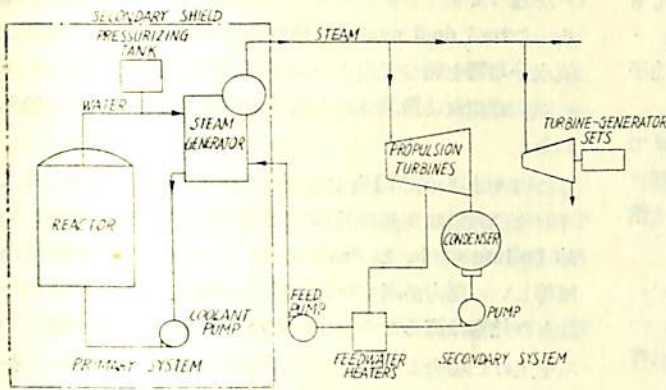 SECONDARY SHIELD
PRESSURIZING
TANK
STEAM
WATER
STEAM
GENERATOR
TURBINE-GENERATOR
SETS
PROPULSION
TURBINES
REACTOR
CONDENSER
COOLANT
PUMP
FEED
PUMP
PUMP
PRIMARY SYSTEM
FEEDWATER
HEATERS
SECONDARY SYSTEM